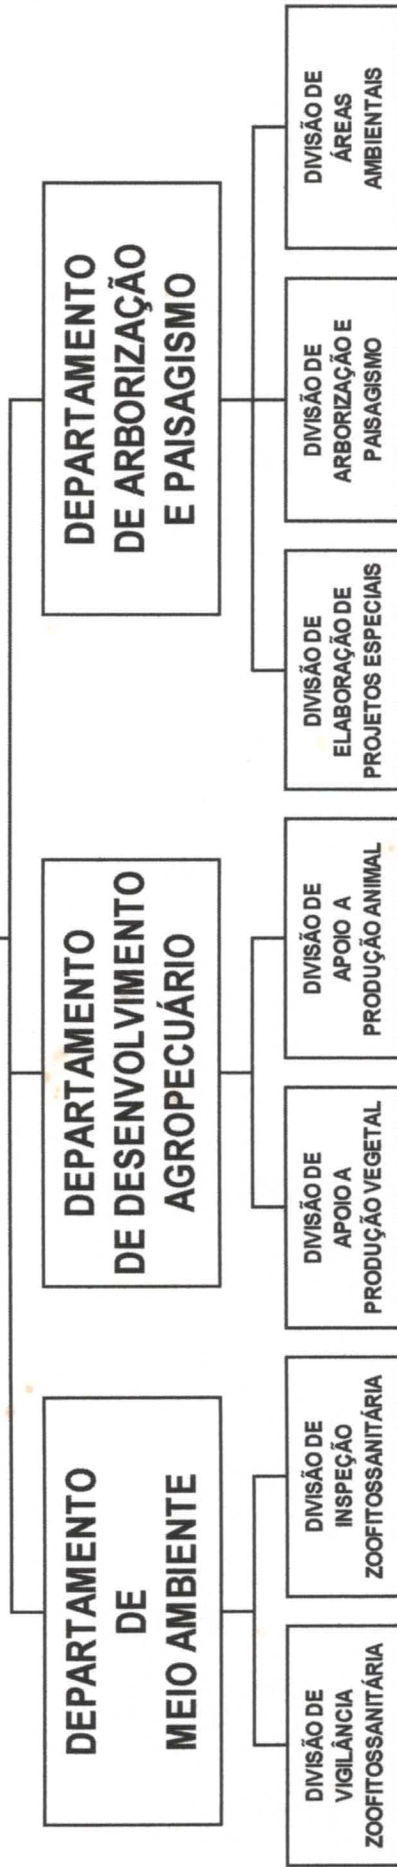 DEPARTAMENTO
DE
MEIO AMBIENTE
DEPARTAMENTO
DE DESENVOLVIMENTO
AGROPECUÁRIO
DEPARTAMENTO
DE ARBORIZAÇÃO
E PAISAGISMO
DIVISÃO DE
VIGILÂNCIA
ZOOFITOSSANITÁRIA
DIVISÃO DE
INSPEÇÃO
ZOOFITOSSANITÁRIA
DIVISÃO DE
APOIO A
PRODUÇÃO VEGETAL
DIVISÃO DE
APOIO A
PRODUÇÃO ANIMAL
DIVISÃO DE
ELABORAÇÃO DE
PROJETOS ESPECIAIS
DIVISÃO DE
ARBORIZAÇÃO E
PAISAGISMO
DIVISÃO DE
ÁREAS
AMBIENTAIS